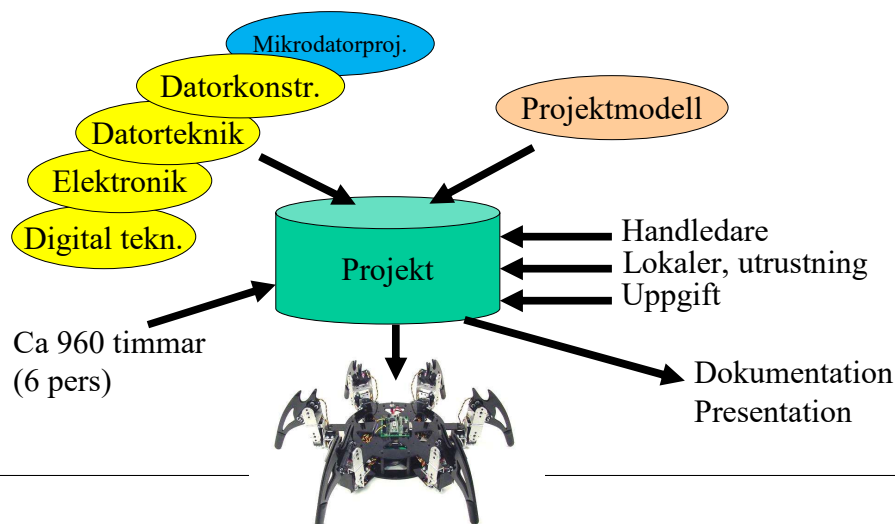 Mikrodatorproj.
Datorkonstr.
Datorteknik
Elektronik
Digital tekn.
Projektmodell
Projekt
Handledare
Lokaler, utrustning
Uppgift
Ca 960 timmar
(6 pers)
Dokumentation
Presentation